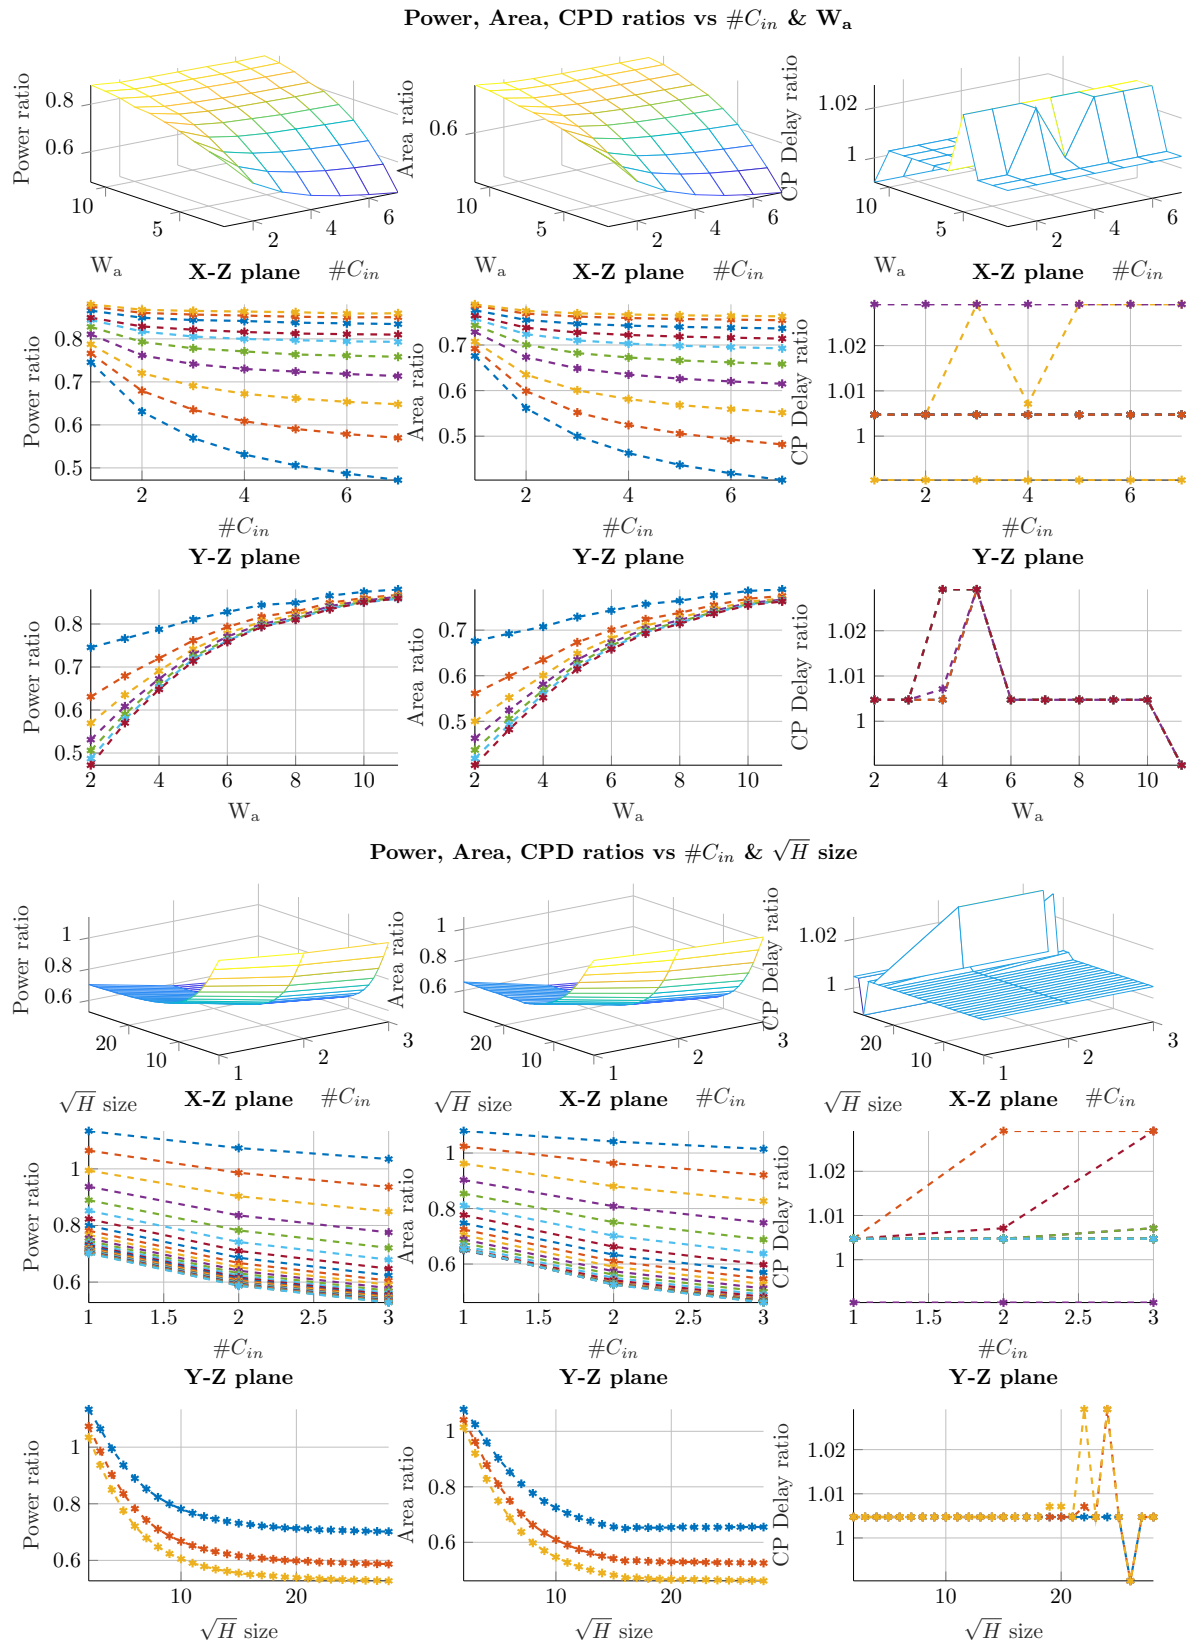 Power, Area, CPD ratios vs #C_in & W_a
Power ratio
0.8
0.6
10
5
2
4
6
W_a
#C_in
Area ratio
0.6
10
5
2
4
6
W_a
#C_in
CP Delay ratio
1.02
1
10
5
2
4
6
W_a
#C_in
X-Z plane
Power ratio
0.8
0.7
0.6
0.5
2
4
6
#C_in
X-Z plane
Area ratio
0.7
0.6
0.5
2
4
6
#C_in
X-Z plane
CP Delay ratio
1.02
1.01
1
2
4
6
#C_in
Y-Z plane
Power ratio
0.8
0.7
0.6
0.5
2
4
6
8
10
W_a
Y-Z plane
Area ratio
0.7
0.6
0.5
2
4
6
8
10
W_a
Y-Z plane
CP Delay ratio
1.02
1.01
1
2
4
6
8
10
W_a
Power, Area, CPD ratios vs #C_in & √H size
Power ratio
1
0.8
0.6
20
10
1
2
3
√H size
#C_in
Area ratio
1
0.8
0.6
20
10
1
2
3
√H size
#C_in
CP Delay ratio
1.02
1
20
10
1
2
3
√H size
#C_in
X-Z plane
Power ratio
1
0.8
0.6
1
1.5
2
2.5
3
#C_in
X-Z plane
Area ratio
1
0.8
0.6
1
1.5
2
2.5
3
#C_in
X-Z plane
CP Delay ratio
1.02
1.01
1
1
1.5
2
2.5
3
#C_in
Y-Z plane
Power ratio
1
0.8
0.6
10
20
√H size
Y-Z plane
Area ratio
1
0.8
0.6
10
20
√H size
Y-Z plane
CP Delay ratio
1.02
1.01
1
10
20
√H size